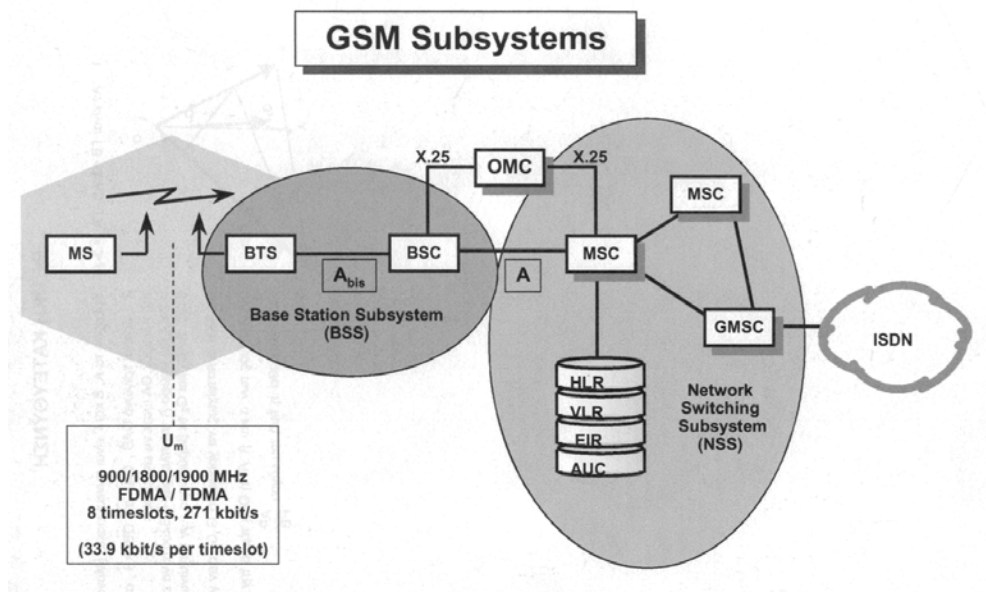 GSM Subsystems
X.25
OMC
X.25
MSC
MS
BTS
BSC
MSC
A_bis
A
Base Station Subsystem
(BSS)
GMSC
ISDN
HLR
VLR
EIR
AUC
Network
Switching
Subsystem
(NSS)
U_m
900/1800/1900 MHz
FDMA / TDMA
8 timeslots, 271 kbit/s
(33.9 kbit/s per timeslot)